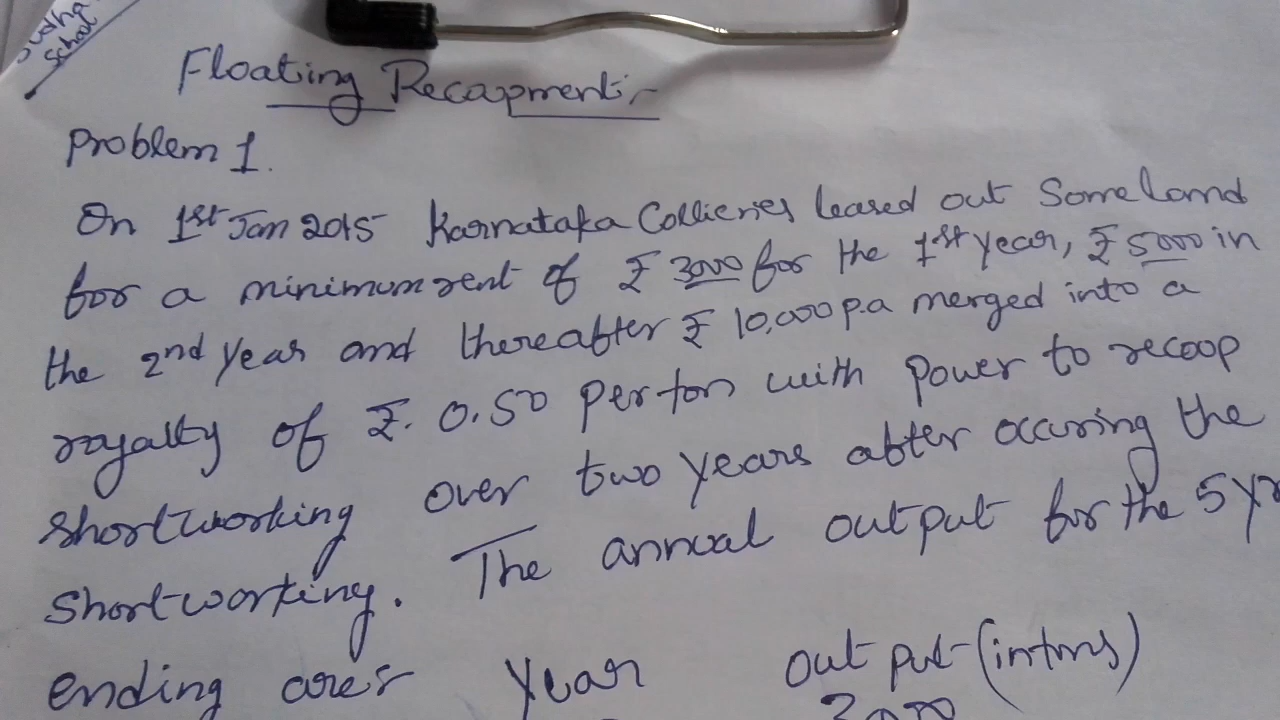 School
Floating Recaopment:-
Problem 1.
On 1st Jan 2015 Karnataka Collieries leased out Some land
for a minimum rent of ₹ 3000 for the 1st year, ₹ 5000 in
the 2nd Year and thereafter ₹ 10,000 p.a merged into a
royalty of ₹. 0.50 per ton with power to recoop
shortworking over two years after occuring the
shortworking. The annual output for the 5 yr
ending are:-  Year  output (in tons)